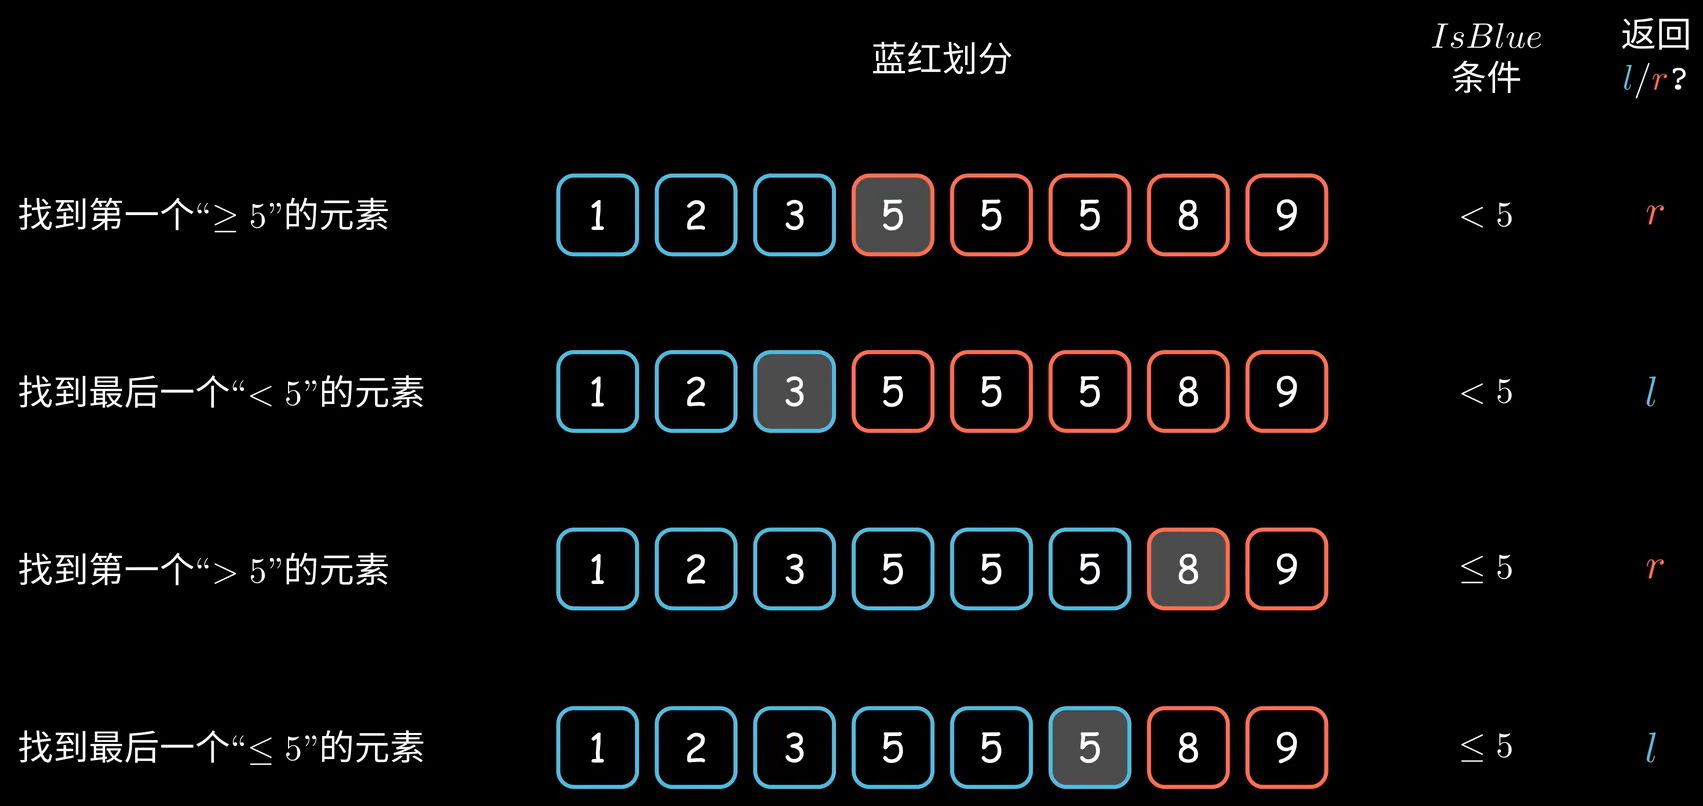 蓝红划分
IsBlue
条件
返回
l/r?
找到第一个“≥ 5”的元素
1 2 3 5 5 5 8 9
< 5
r
找到最后一个“< 5”的元素
1 2 3 5 5 5 8 9
< 5
l
找到第一个“> 5”的元素
1 2 3 5 5 5 8 9
≤ 5
r
找到最后一个“≤ 5”的元素
1 2 3 5 5 5 8 9
≤ 5
l